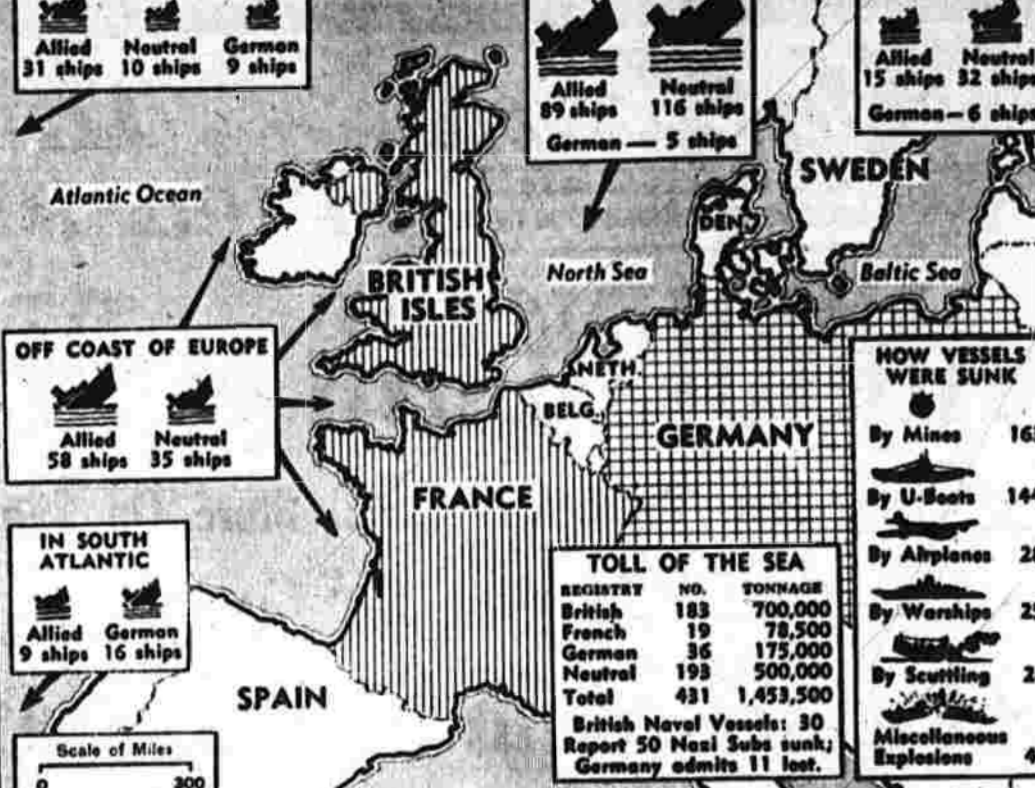 Allied Neutral German
31 ships 10 ships 9 ships
Allied Neutral
89 ships 116 ships
German — 5 ships
Allied Neutral
15 ships 32 ships
German — 6 ships
Atlantic Ocean
SWEDEN
DEN.
BRITISH
ISLES
North Sea
Baltic Sea
OFF COAST OF EUROPE
Allied Neutral
58 ships 35 ships
NETH.
BELG.
GERMANY
FRANCE
HOW VESSELS
WERE SUNK
By Mines
By U-Boats
By Airplanes
By Warships
By Scuttling
Miscellaneous
Explosions
IN SOUTH
ATLANTIC
Allied German
9 ships 16 ships
TOLL OF THE SEA
REGISTRY NO. TONNAGE
British 183 700,000
French 19 78,500
German 36 175,000
Neutral 193 500,000
Total 431 1,453,500
British Naval Vessels: 30
Report 50 Nazi Subs sunk;
Germany admits 11 lost.
SPAIN
Scale of Miles
0 300